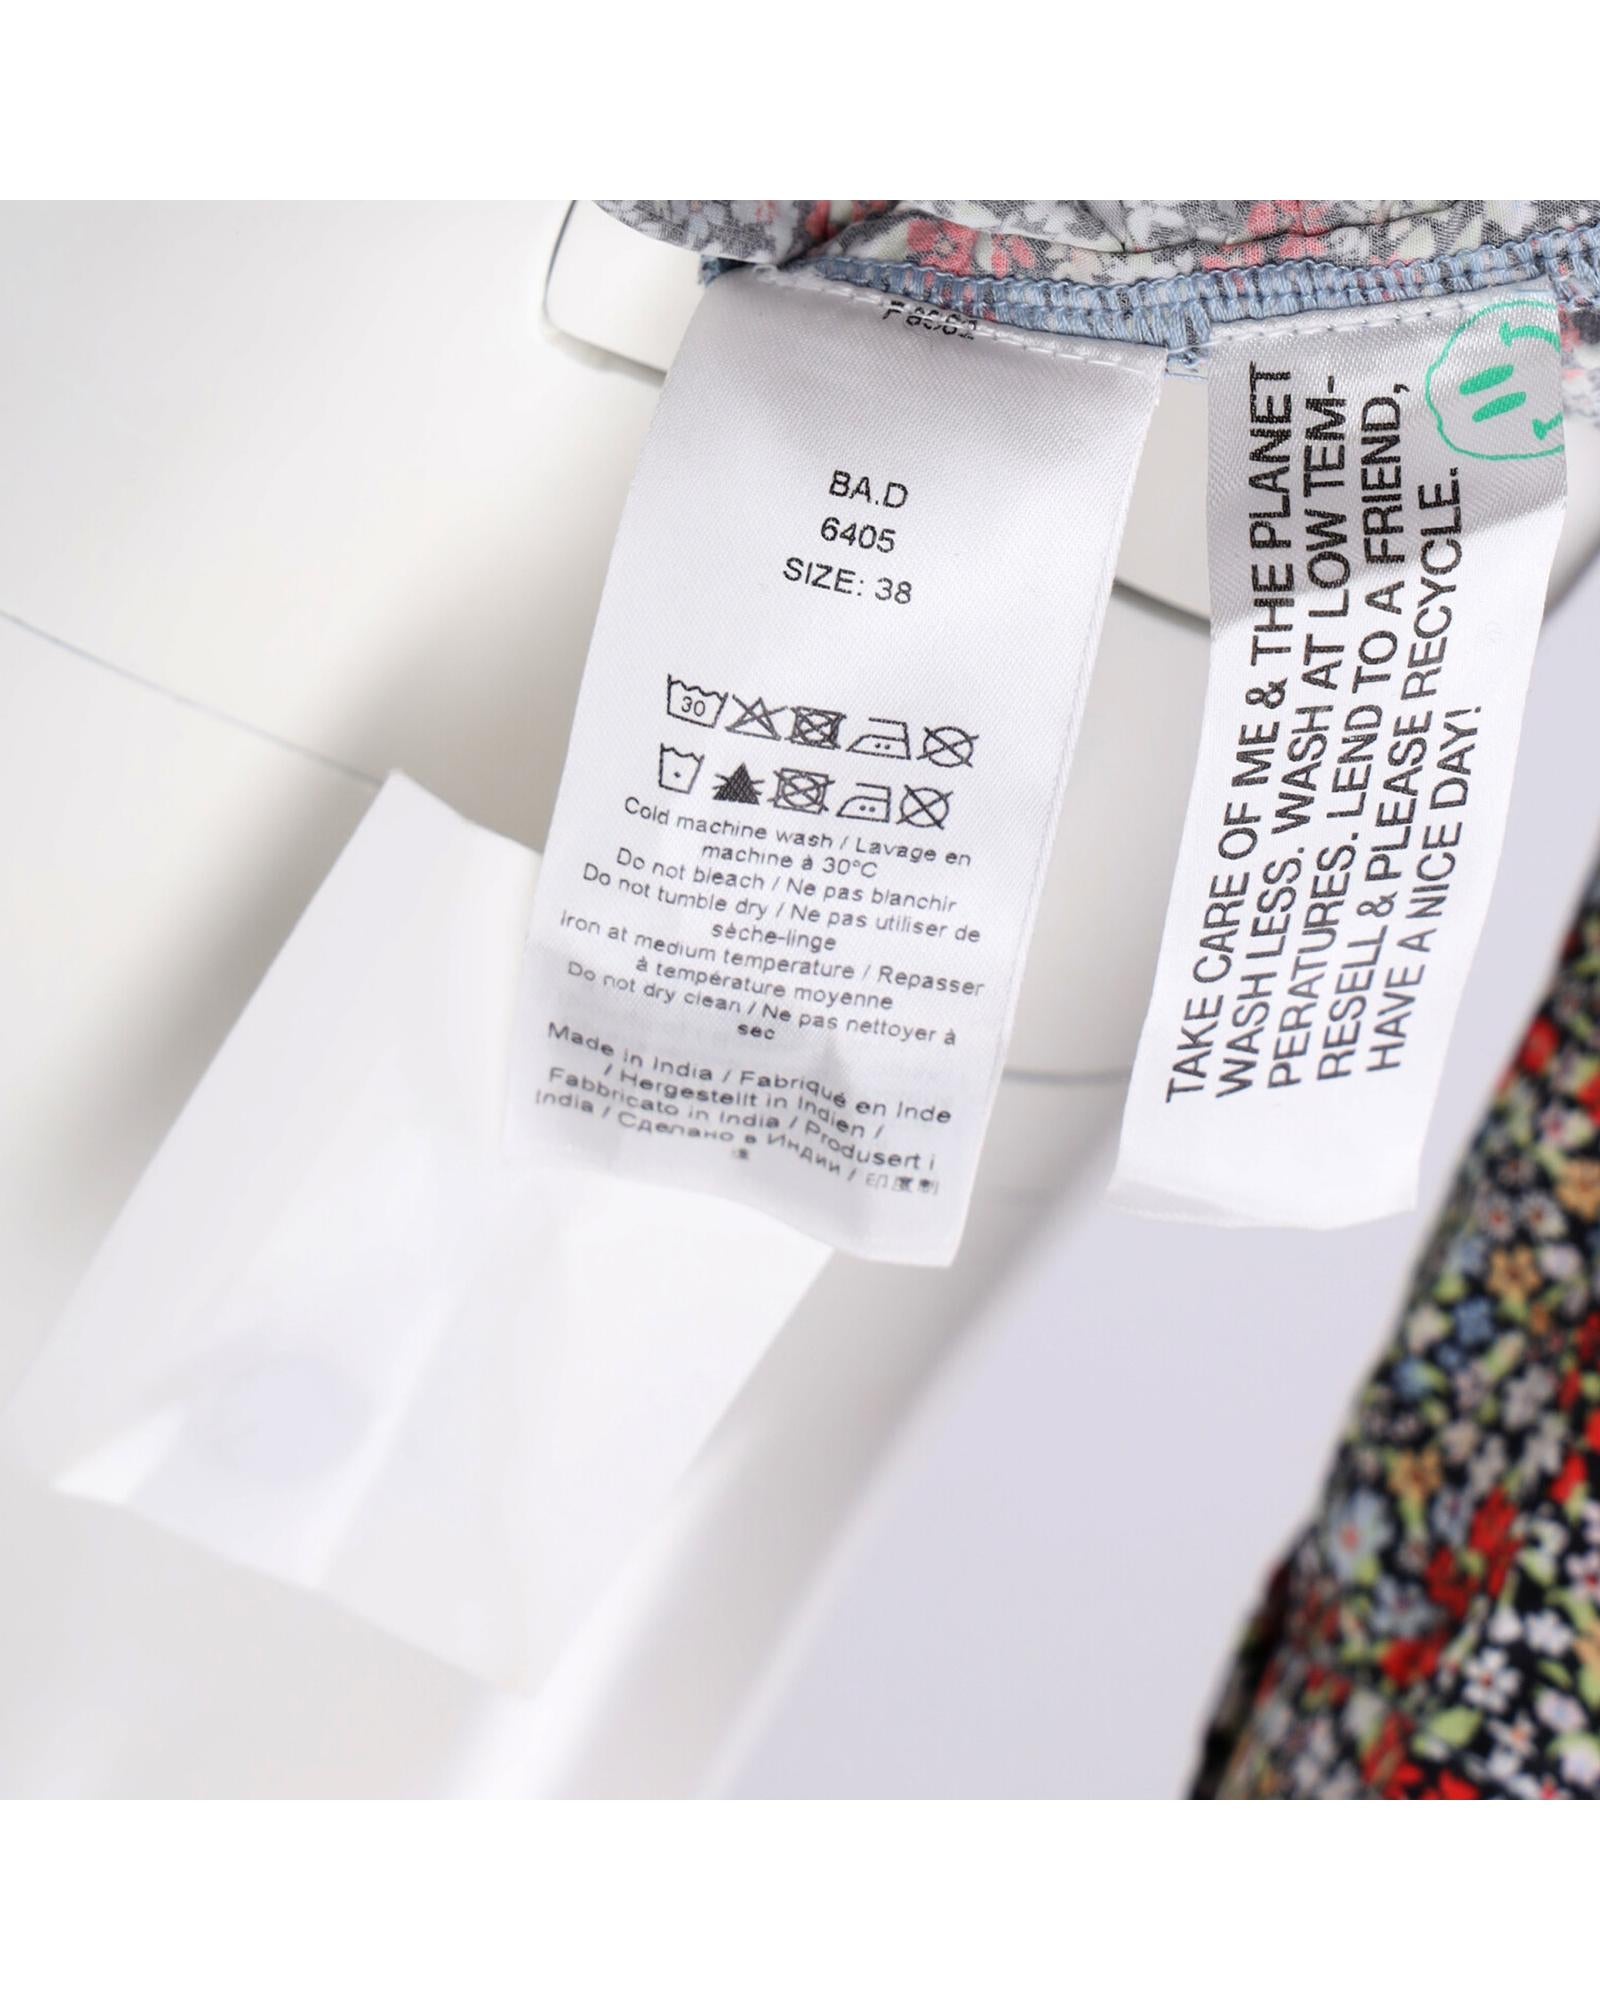 BA.D
6405
SIZE: 38
30
Cold machine wash / Lavage en
machine à 30°C
Do not bleach / Ne pas blanchir
Do not tumble dry / Ne pas utiliser de
sèche-linge
Iron at medium temperature / Repasser
à température moyenne
Do not dry clean / Ne pas nettoyer à
sec
Made in India / Fabriqué en Inde
/ Hergestellt in Indien /
Fabbricato in India / Produsert i
India / Сделано в Индии / 印度制
造
TAKE CARE OF ME & THE PLANET
WASH LESS. WASH AT LOW TEM-
PERATURES. LEND TO A FRIEND,
RESELL & PLEASE RECYCLE.
HAVE A NICE DAY!